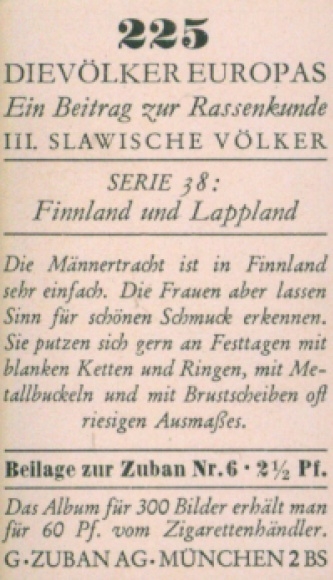 225
DIE VÖLKER EUROPAS
Ein Beitrag zur Rassenkunde
III. SLAWISCHE VÖLKER
SERIE 38:
Finnland und Lappland
Die Männertracht ist in Finnland
sehr einfach. Die Frauen aber lassen
Sinn für schönen Schmuck erkennen.
Sie putzen sich gern an Festtagen mit
blanken Ketten und Ringen, mit Me-
tallbuckeln und mit Brustscheiben oft
riesigen Ausmaßes.
Beilage zur Zuban Nr. 6 · 2½ Pf.
Das Album für 300 Bilder erhält man
für 60 Pf. vom Zigarettenhändler.
G·ZUBAN AG·MÜNCHEN 2 BS